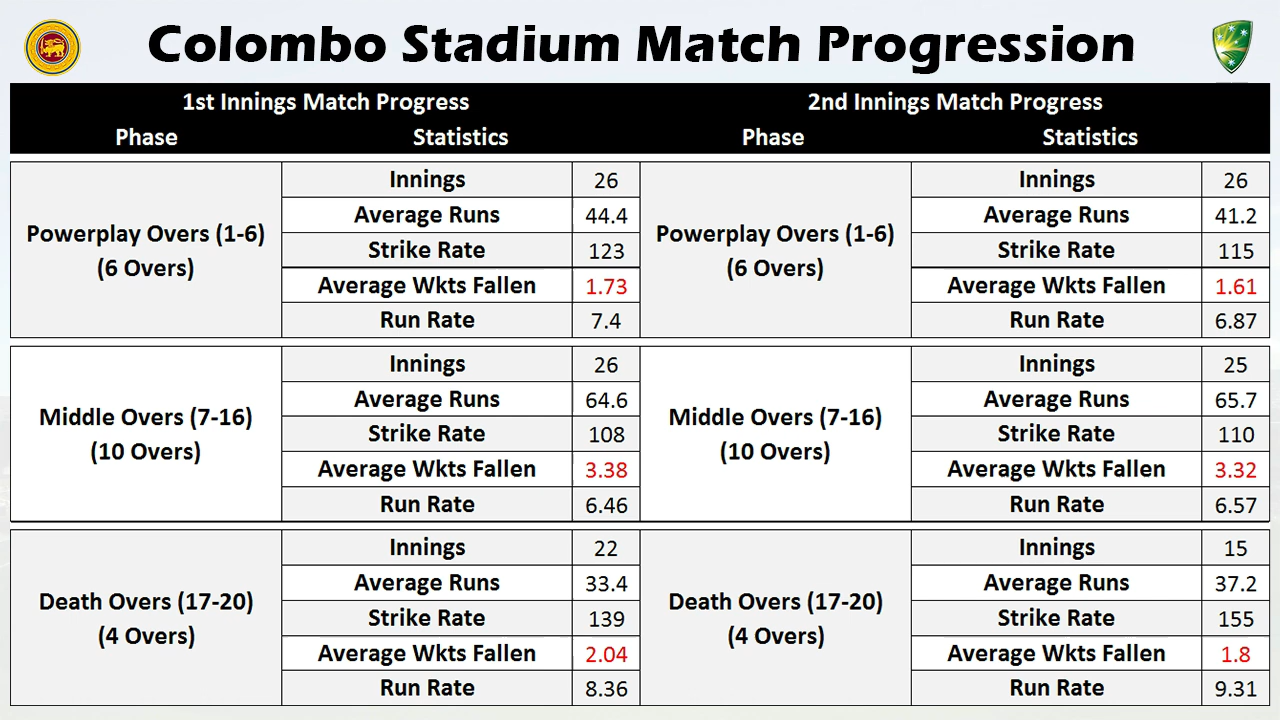 Colombo Stadium Match Progression
1st Innings Match Progress 2nd Innings Match Progress
Phase Statistics Phase Statistics
Powerplay Overs (1-6)
(6 Overs)
Innings 26
Average Runs 44.4
Strike Rate 123
Average Wkts Fallen 1.73
Run Rate 7.4
Powerplay Overs (1-6)
(6 Overs)
Innings 26
Average Runs 41.2
Strike Rate 115
Average Wkts Fallen 1.61
Run Rate 6.87
Middle Overs (7-16)
(10 Overs)
Innings 26
Average Runs 64.6
Strike Rate 108
Average Wkts Fallen 3.38
Run Rate 6.46
Middle Overs (7-16)
(10 Overs)
Innings 25
Average Runs 65.7
Strike Rate 110
Average Wkts Fallen 3.32
Run Rate 6.57
Death Overs (17-20)
(4 Overs)
Innings 22
Average Runs 33.4
Strike Rate 139
Average Wkts Fallen 2.04
Run Rate 8.36
Death Overs (17-20)
(4 Overs)
Innings 15
Average Runs 37.2
Strike Rate 155
Average Wkts Fallen 1.8
Run Rate 9.31